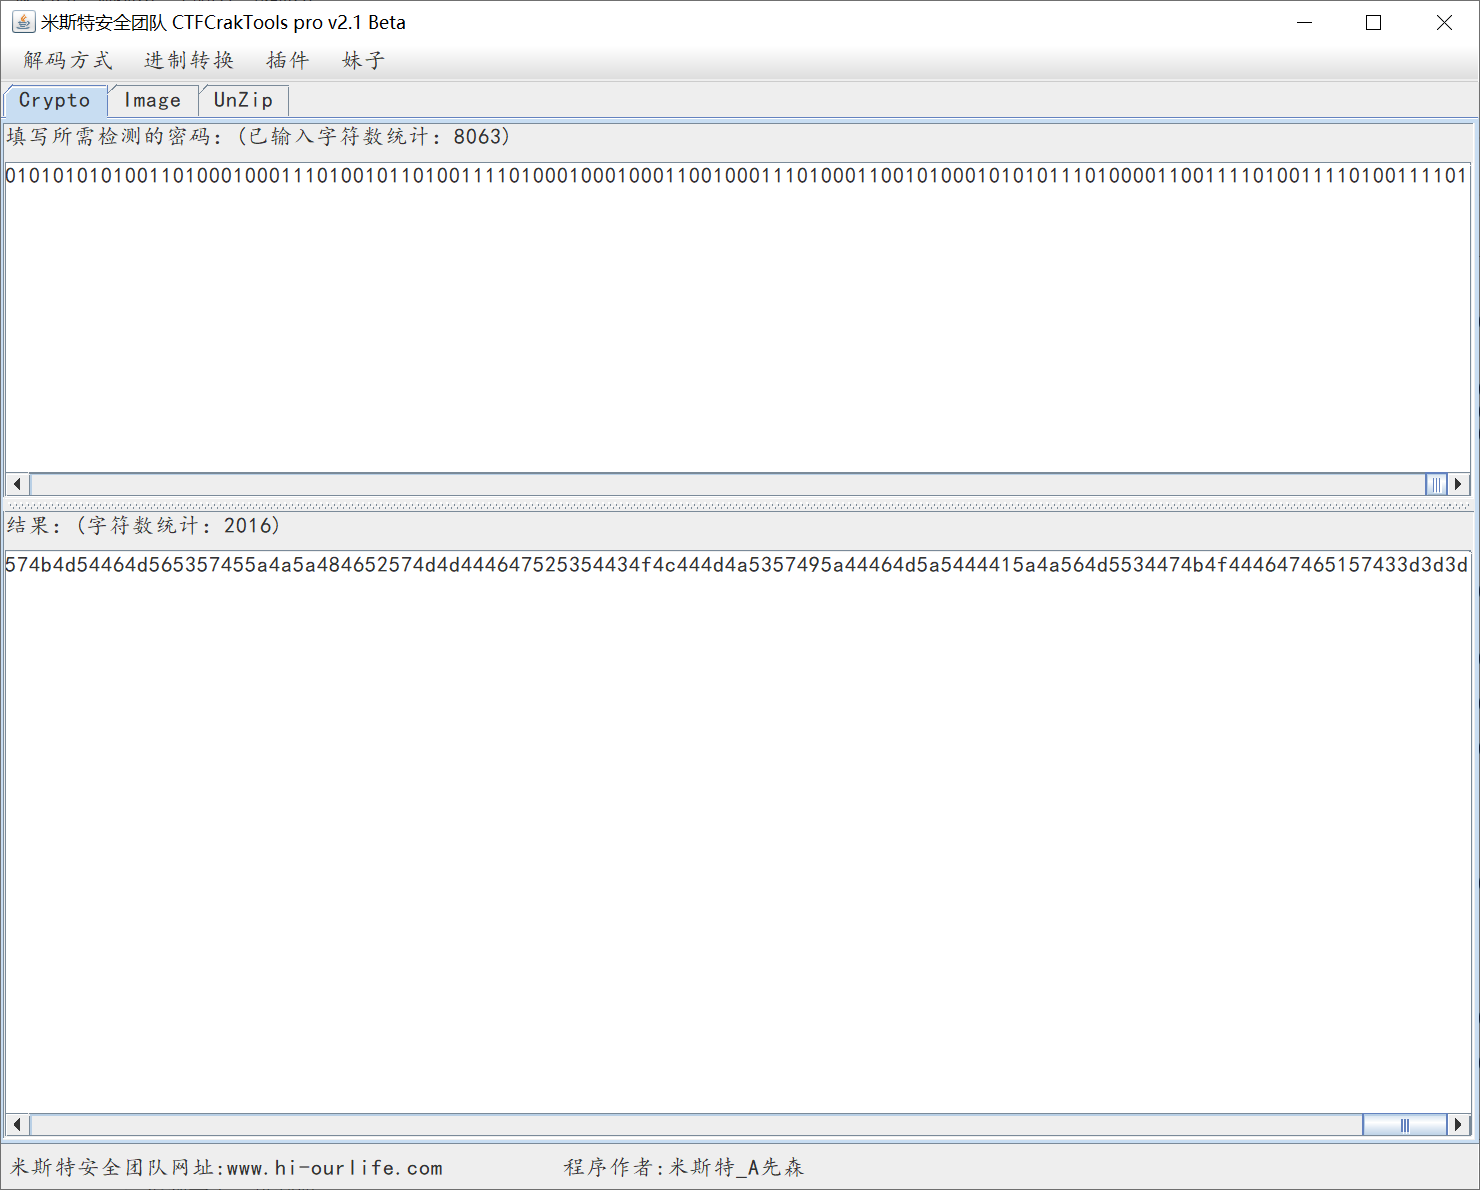 米斯特安全团队 CTFCrakTools pro v2.1 Beta
解码方式 进制转换 插件 妹子
Crypto Image UnZip
填写所需检测的密码：(已输入字符数统计：8063)
01010101010011010001000111010010110100111101000100010001100100011101000110010100010101011101000011001111010011110100111101
结果：(字符数统计：2016)
574b4d54464d565357455a4a5a484652574d4d444647525354434f4c444d4a5357495a44464d5a5444415a4a564d5534474b4f444647465157433d3d3d
米斯特安全团队网址:www.hi-ourlife.com 程序作者:米斯特_A先森